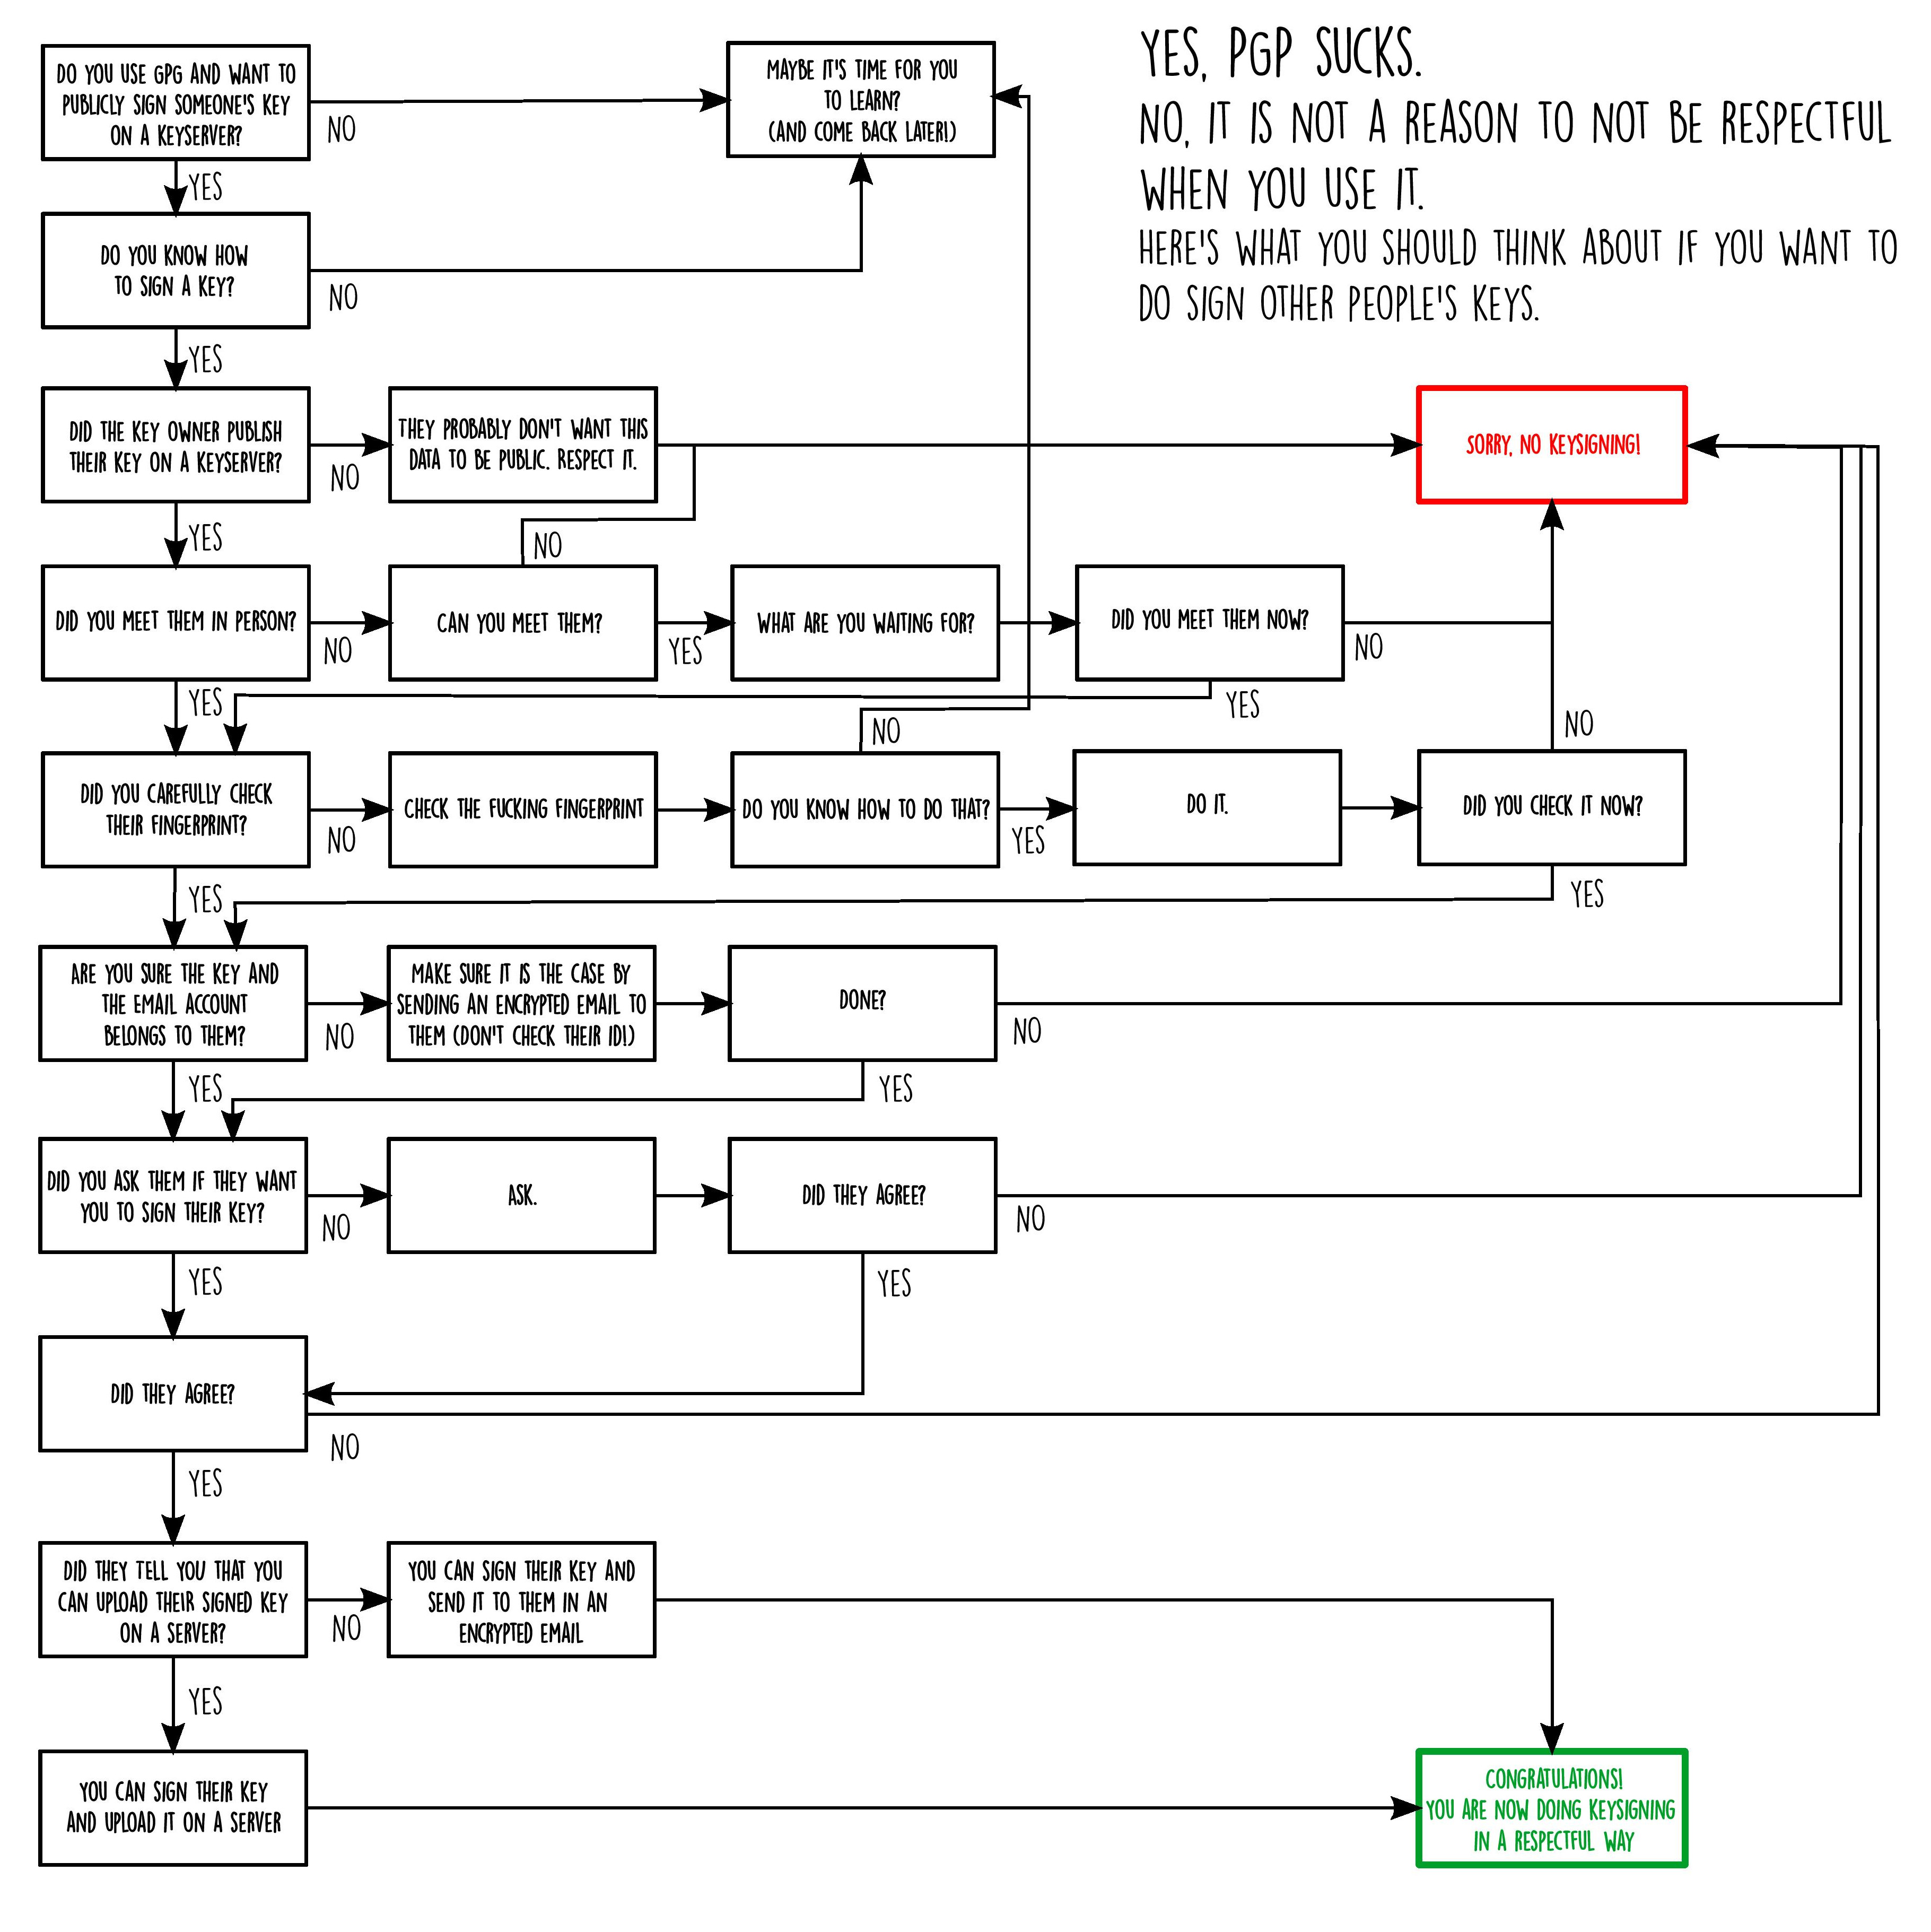 YES, PGP SUCKS.
NO, IT IS NOT A REASON TO NOT BE RESPECTFUL
WHEN YOU USE IT.
HERE'S WHAT YOU SHOULD THINK ABOUT IF YOU WANT TO
DO SIGN OTHER PEOPLE'S KEYS.
DO YOU USE GPG AND WANT TO
PUBLICLY SIGN SOMEONE'S KEY
ON A KEYSERVER?
NO
MAYBE IT'S TIME FOR YOU
TO LEARN?
(AND COME BACK LATER!)
YES
DO YOU KNOW HOW
TO SIGN A KEY?
NO
YES
DID THE KEY OWNER PUBLISH
THEIR KEY ON A KEYSERVER?
NO
THEY PROBABLY DON'T WANT THIS
DATA TO BE PUBLIC. RESPECT IT.
SORRY, NO KEYSIGNING!
YES
NO
DID YOU MEET THEM IN PERSON?
NO
CAN YOU MEET THEM?
YES
WHAT ARE YOU WAITING FOR?
DID YOU MEET THEM NOW?
NO
YES
YES
NO
NO
DID YOU CAREFULLY CHECK
THEIR FINGERPRINT?
NO
CHECK THE FUCKING FINGERPRINT
DO YOU KNOW HOW TO DO THAT?
YES
DO IT.
DID YOU CHECK IT NOW?
YES
YES
ARE YOU SURE THE KEY AND
THE EMAIL ACCOUNT
BELONGS TO THEM?
NO
MAKE SURE IT IS THE CASE BY
SENDING AN ENCRYPTED EMAIL TO
THEM (DON'T CHECK THEIR ID!)
DONE?
NO
YES
YES
DID YOU ASK THEM IF THEY WANT
YOU TO SIGN THEIR KEY?
NO
ASK.
DID THEY AGREE?
NO
YES
YES
DID THEY AGREE?
NO
YES
DID THEY TELL YOU THAT YOU
CAN UPLOAD THEIR SIGNED KEY
ON A SERVER?
NO
YOU CAN SIGN THEIR KEY AND
SEND IT TO THEM IN AN
ENCRYPTED EMAIL
YES
YOU CAN SIGN THEIR KEY
AND UPLOAD IT ON A SERVER
CONGRATULATIONS!
YOU ARE NOW DOING KEYSIGNING
IN A RESPECTFUL WAY